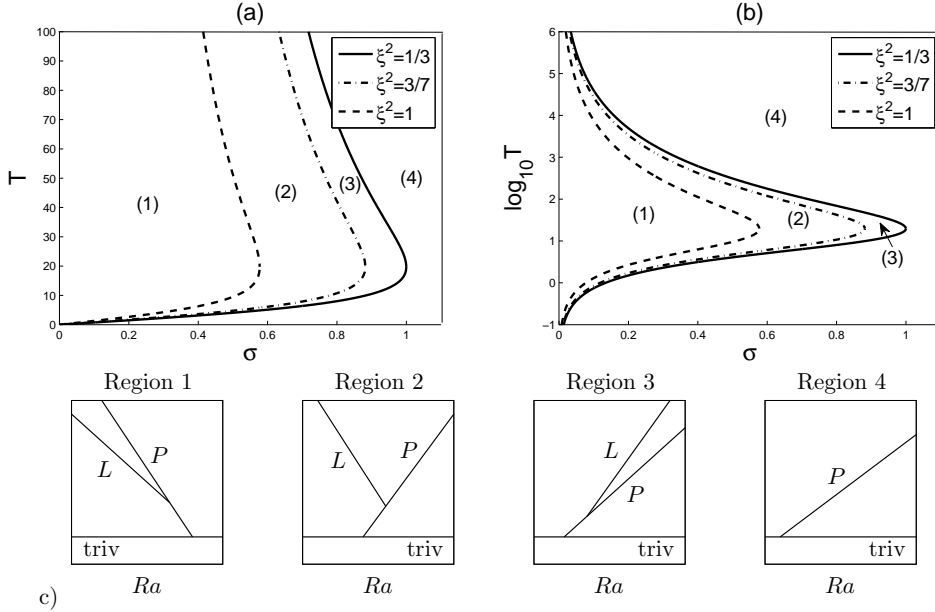 (a)
100
90
80
70
60
50
40
30
20
10
0
T
0 0.2 0.4 0.6 0.8 1
σ
ξ²=1/3
ξ²=3/7
ξ²=1
(1)
(2)
(3)
(4)
(b)
6
5
4
3
2
1
0
−1
log₁₀T
0 0.2 0.4 0.6 0.8 1
σ
ξ²=1/3
ξ²=3/7
ξ²=1
(4)
(1)
(2)
(3)
Region 1
L
P
triv
Ra
Region 2
L
P
triv
Ra
Region 3
L
P
triv
Ra
Region 4
P
triv
Ra
c)